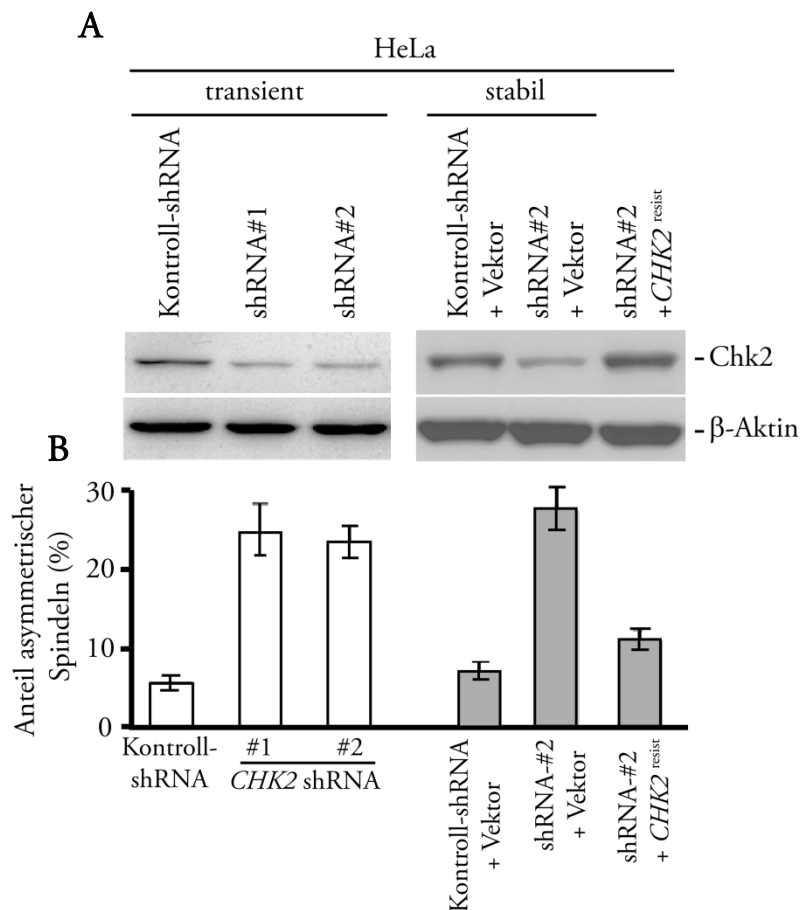 A
HeLa
transient
stabil
Kontroll-shRNA
shRNA#1
shRNA#2
Kontroll-shRNA
+ Vektor
shRNA#2
+ Vektor
shRNA#2
+CHK2 resist
Chk2
β-Aktin
B
Anteil asymmetrischer
Spindeln (%)
30
20
10
0
Kontroll-
shRNA
#1
#2
CHK2 shRNA
Kontroll-shRNA
+ Vektor
shRNA-#2
+ Vektor
shRNA-#2
+ CHK2 resist